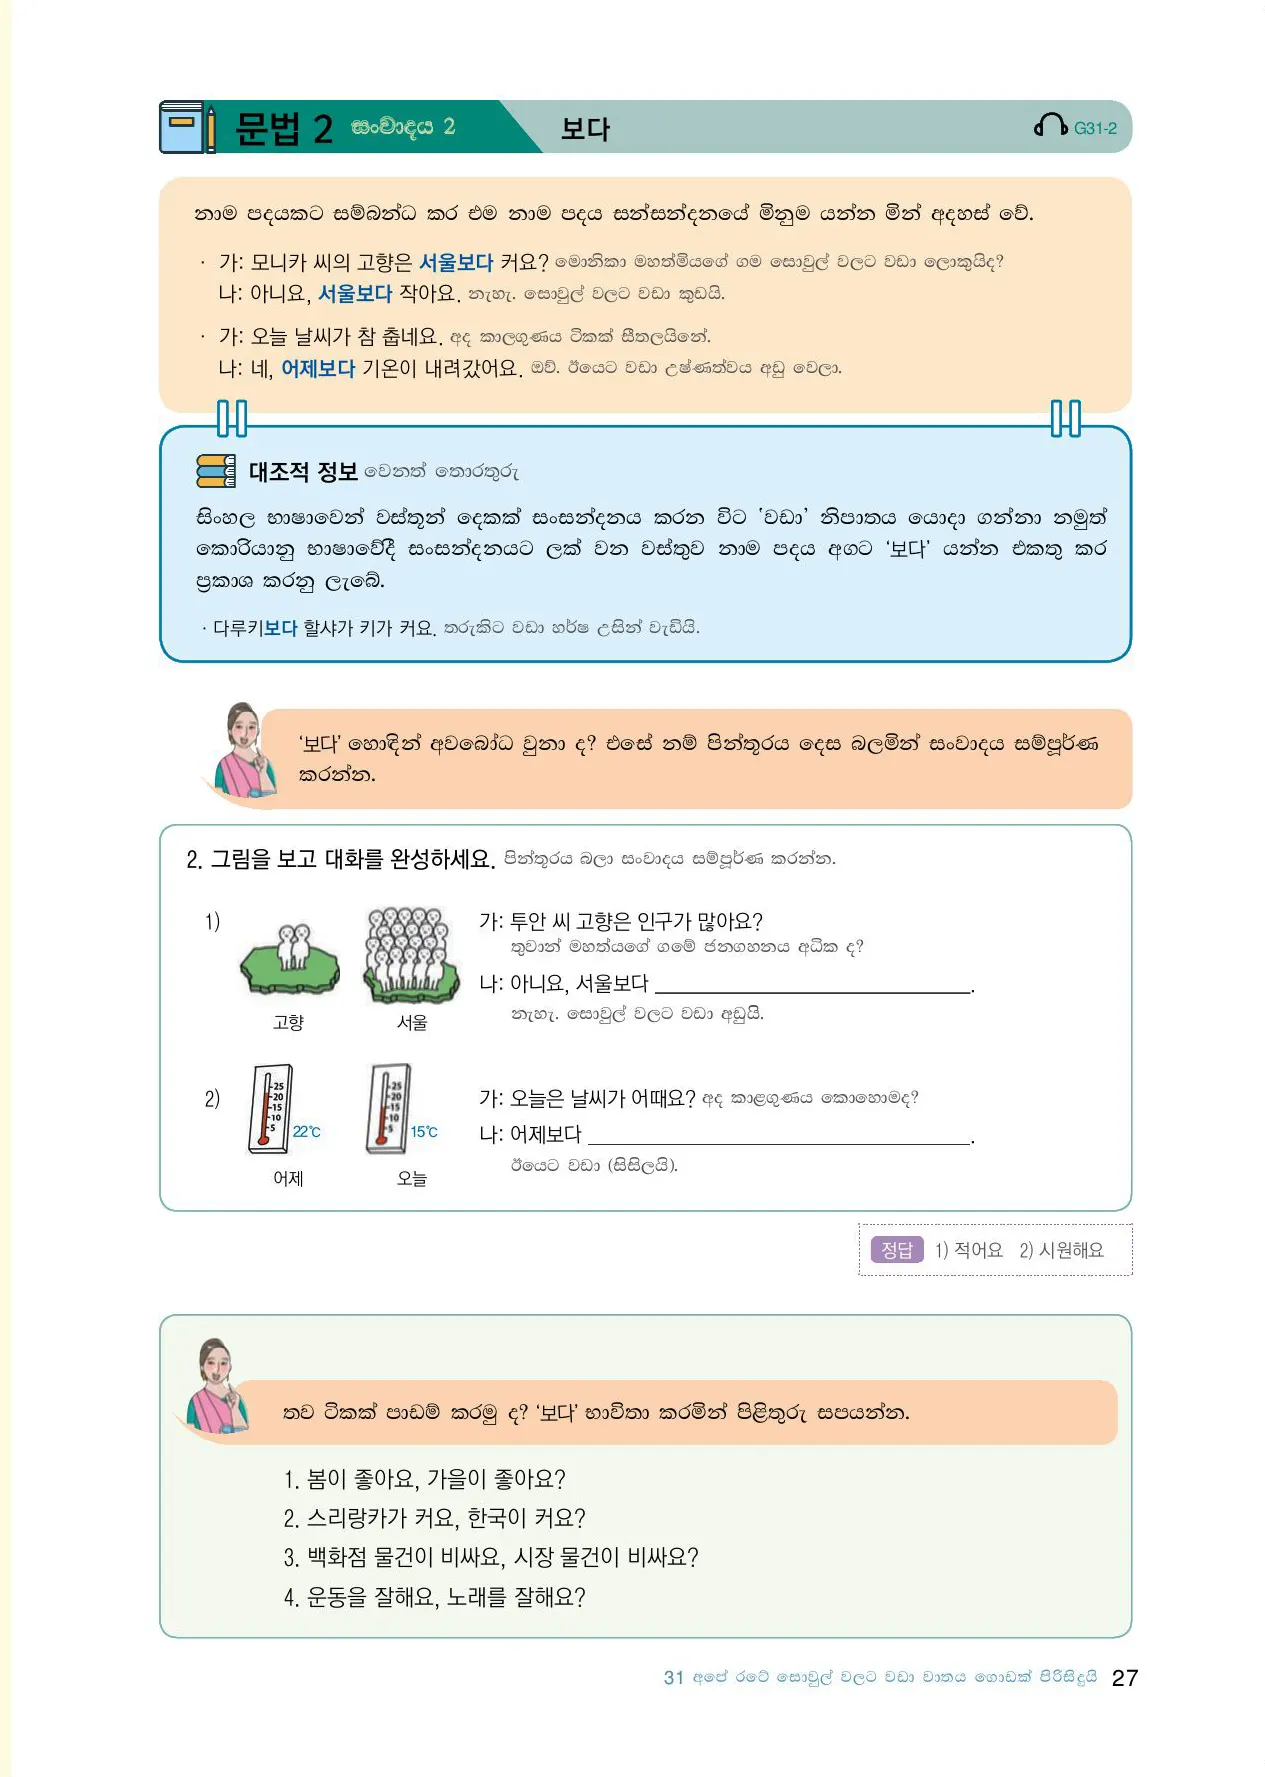 문법 2 සංවාදය 2 보다 G31-2
නාම පදයකට සම්බන්ධ කර එම නාම පදය සන්සන්දනයේ මිනුම යන්න මින් අදහස් වේ.
· 가: 모니카 씨의 고향은 서울보다 커요? මොනිකා මහත්මියගේ ගම සොවුල් වලට වඩා ලොකුයිද?
나: 아니요, 서울보다 작아요. නැහැ. සොවුල් වලට වඩා කුඩයි.
· 가: 오늘 날씨가 참 춥네요. අද කාලගුණය ටිකක් සීතලයිනේ.
나: 네, 어제보다 기온이 내려갔어요. ඔව්. ඊයෙට වඩා උෂ්ණත්වය අඩු වෙලා.
대조적 정보 වෙනත් තොරතුරු
සිංහල භාෂාවෙන් වස්තූන් දෙකක් සංසන්දනය කරන විට ‘වඩා’ නිපාතය යොදා ගන්නා නමුත්
කොරියානු භාෂාවේදී සංසන්දනයට ලක් වන වස්තුව නාම පදය අගට ‘보다’ යන්න එකතු කර
ප්‍රකාශ කරනු ලැබේ.
· 다루키보다 할샤가 키가 커요. තරුකිට වඩා හර්ෂ උසින් වැඩියි.
‘보다’ හොඳින් අවබෝධ වුනා ද? එසේ නම් පින්තූරය දෙස බලමින් සංවාදය සම්පූර්ණ
කරන්න.
2. 그림을 보고 대화를 완성하세요. පින්තූරය බලා සංවාදය සම්පූර්ණ කරන්න.
1) 가: 투안 씨 고향은 인구가 많아요?
තුවාන් මහත්යගේ ගමේ ජනගහනය අධික ද?
나: 아니요, 서울보다 ______________________.
නැහැ. සොවුල් වලට වඩා අඩුයි.
고향 서울
2) 가: 오늘은 날씨가 어때요? අද කාළගුණය කොහොමද?
25 20 15 10 5 22℃
25 20 15 10 5 15℃
나: 어제보다 ______________________.
ඊයෙට වඩා (සිසිලයි).
어제 오늘
정답 1) 적어요 2) 시원해요
තව ටිකක් පාඩම් කරමු ද? ‘보다’ භාවිතා කරමින් පිළිතුරු සපයන්න.
1. 봄이 좋아요, 가을이 좋아요?
2. 스리랑카가 커요, 한국이 커요?
3. 백화점 물건이 비싸요, 시장 물건이 비싸요?
4. 운동을 잘해요, 노래를 잘해요?
31 අපේ රටේ සොවුල් වලට වඩා වාතය ගොඩක් පිරිසිදුයි 27